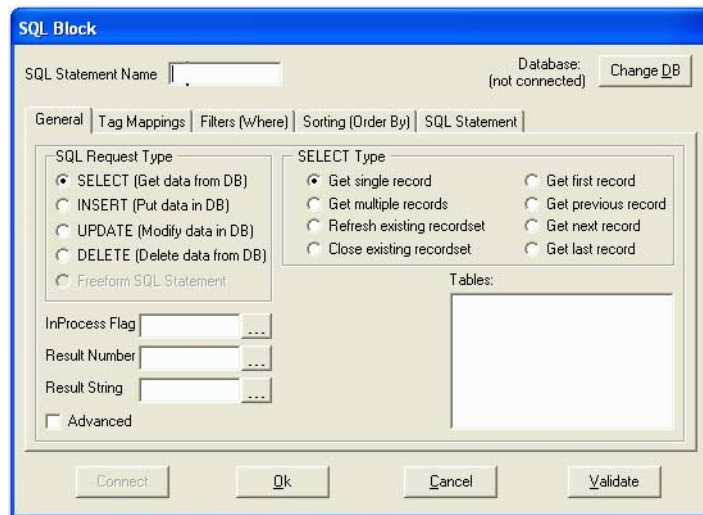 SQL Block
SQL Statement Name
Database:
(not connected)
Change DB
General
Tag Mappings
Filters (Where)
Sorting (Order By)
SQL Statement
SQL Request Type
SELECT (Get data from DB)
INSERT (Put data in DB)
UPDATE (Modify data in DB)
DELETE (Delete data from DB)
Freeform SQL Statement
SELECT Type
Get single record
Get multiple records
Refresh existing recordset
Close existing recordset
Get first record
Get previous record
Get next record
Get last record
Tables:
InProcess Flag
...
Result Number
...
Result String
...
Advanced
Connect
Ok
Cancel
Validate